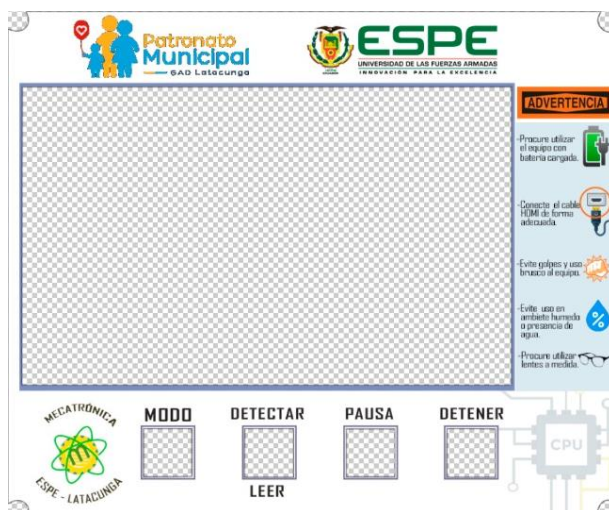 Patronato
Municipal
GAD Latacunga
ESPE
UNIVERSIDAD DE LAS FUERZAS ARMADAS
INNOVACIÓN PARA LA EXCELENCIA
ADVERTENCIA
-Procure utilizar
el equipo con
batería cargada.
-Conecte el cable
HDMI de forma
adecuada.
-Evite golpes y uso
brusco al equipo.
-Evite uso en
ambiete humedo
o presencia de
agua.
-Procure utilizar
lentes a medida.
MECATRÓNICA
ESPE - LATACUNGA
MODO
DETECTAR
PAUSA
DETENER
LEER
CPU